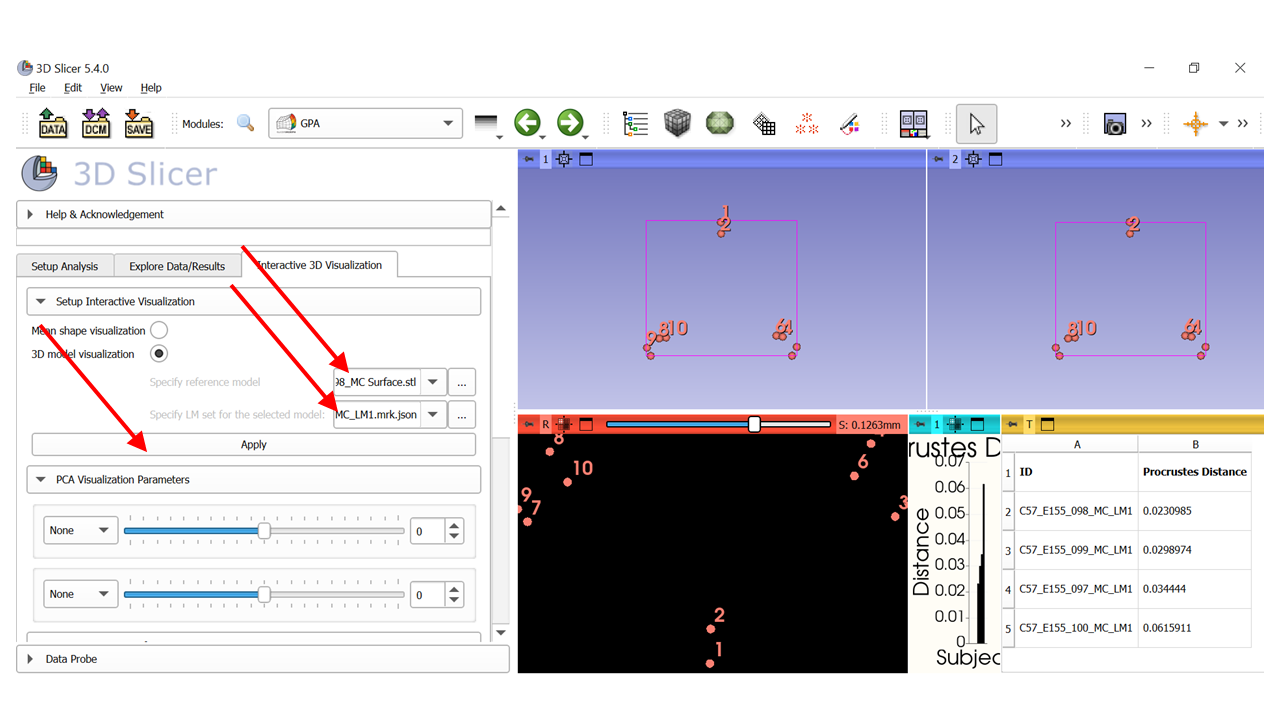 3D Slicer 5.4.0
File Edit View Help
DATA DCM SAVE Modules: GPA
3D Slicer
Help & Acknowledgement
Setup Analysis Explore Data/Results Interactive 3D Visualization
Setup Interactive Visualization
Mean shape visualization
3D model visualization
Specify reference model 98_MC Surface.stl ...
Specify LM set for the selected model: MC_LM1.mrk.json ...
Apply
PCA Visualization Parameters
None 0
None 0
Data Probe
1
1
2
8 10 6 4
9
2
2
8 10 6 4
R S: 0.1263mm
8
10 6
9
7 3
2
1
1
rustes D
0.07
0.06
0.05
0.04
0.03
0.02
0.01
0
Distance
Subjec
T
A B
1 ID Procrustes Distance
2 C57_E155_098_MC_LM1 0.0230985
3 C57_E155_099_MC_LM1 0.0298974
4 C57_E155_097_MC_LM1 0.034444
5 C57_E155_100_MC_LM1 0.0615911